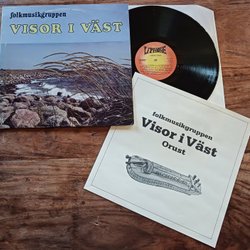 folkmusikgruppen
VISOR I VÄST
folkmusikgruppen
Visor i Väst
Orust